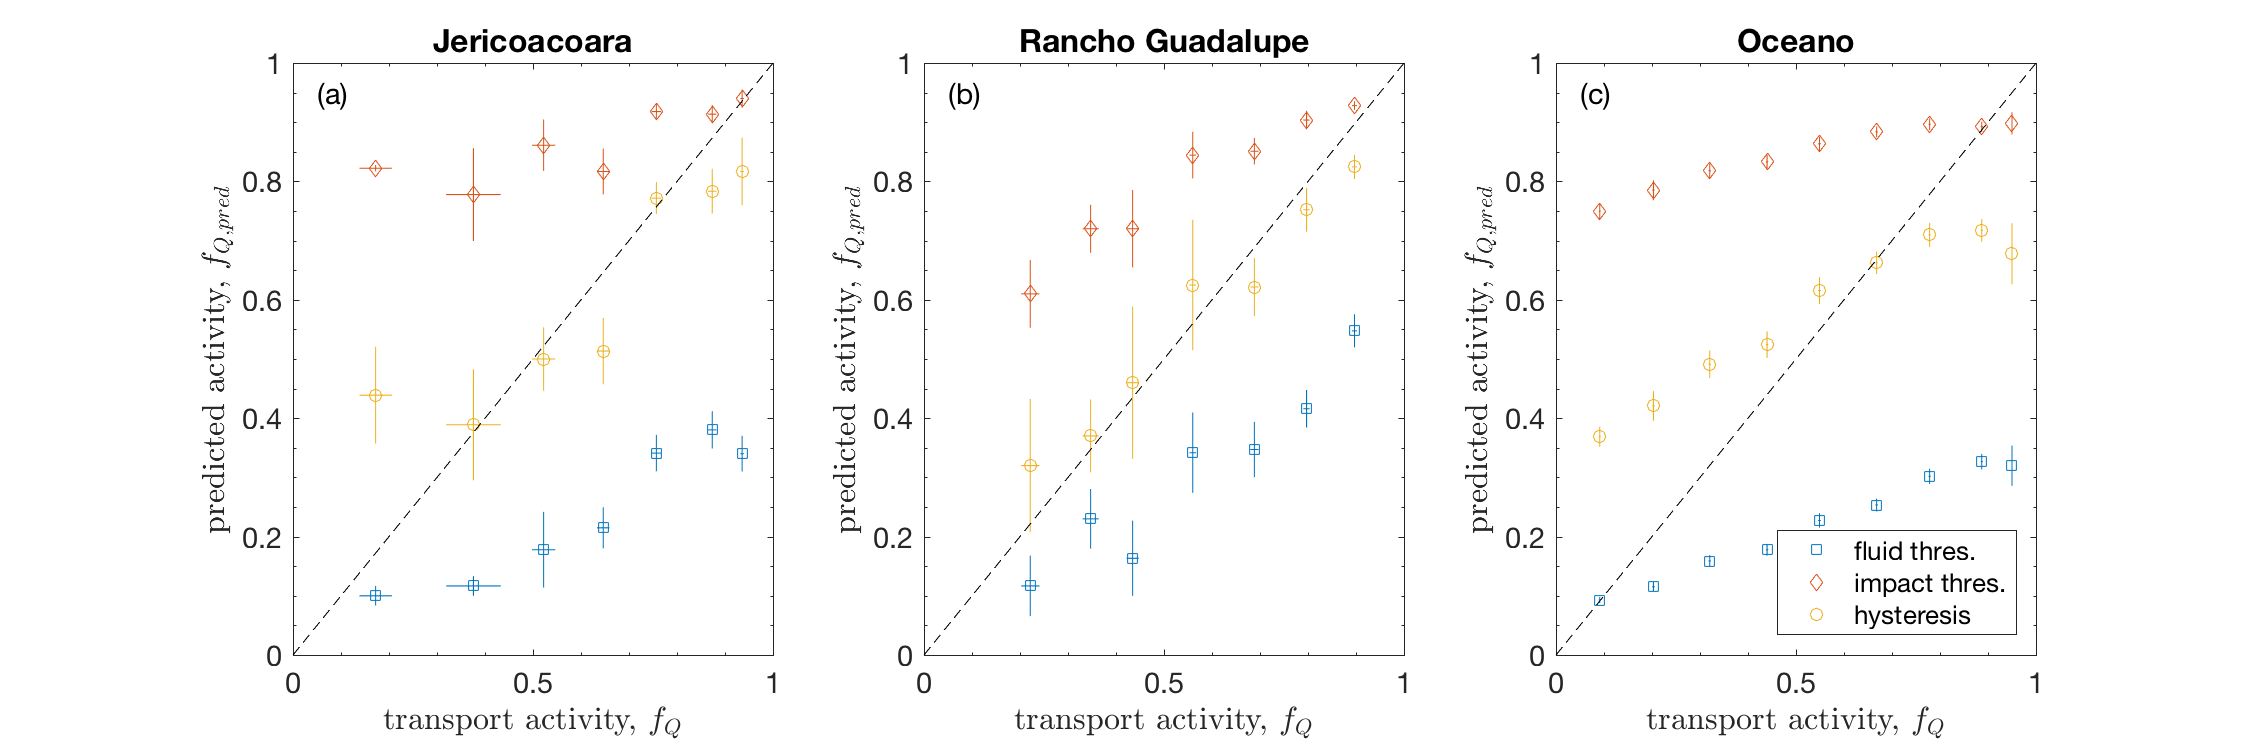 Jericoacoara
(a)
1
0.8
0.6
0.4
0.2
0
0
0.5
1
predicted activity, f_{Q,pred}
transport activity, f_Q
Rancho Guadalupe
(b)
1
0.8
0.6
0.4
0.2
0
0
0.5
1
predicted activity, f_{Q,pred}
transport activity, f_Q
Oceano
(c)
1
0.8
0.6
0.4
0.2
0
0
0.5
1
predicted activity, f_{Q,pred}
transport activity, f_Q
fluid thres.
impact thres.
hysteresis